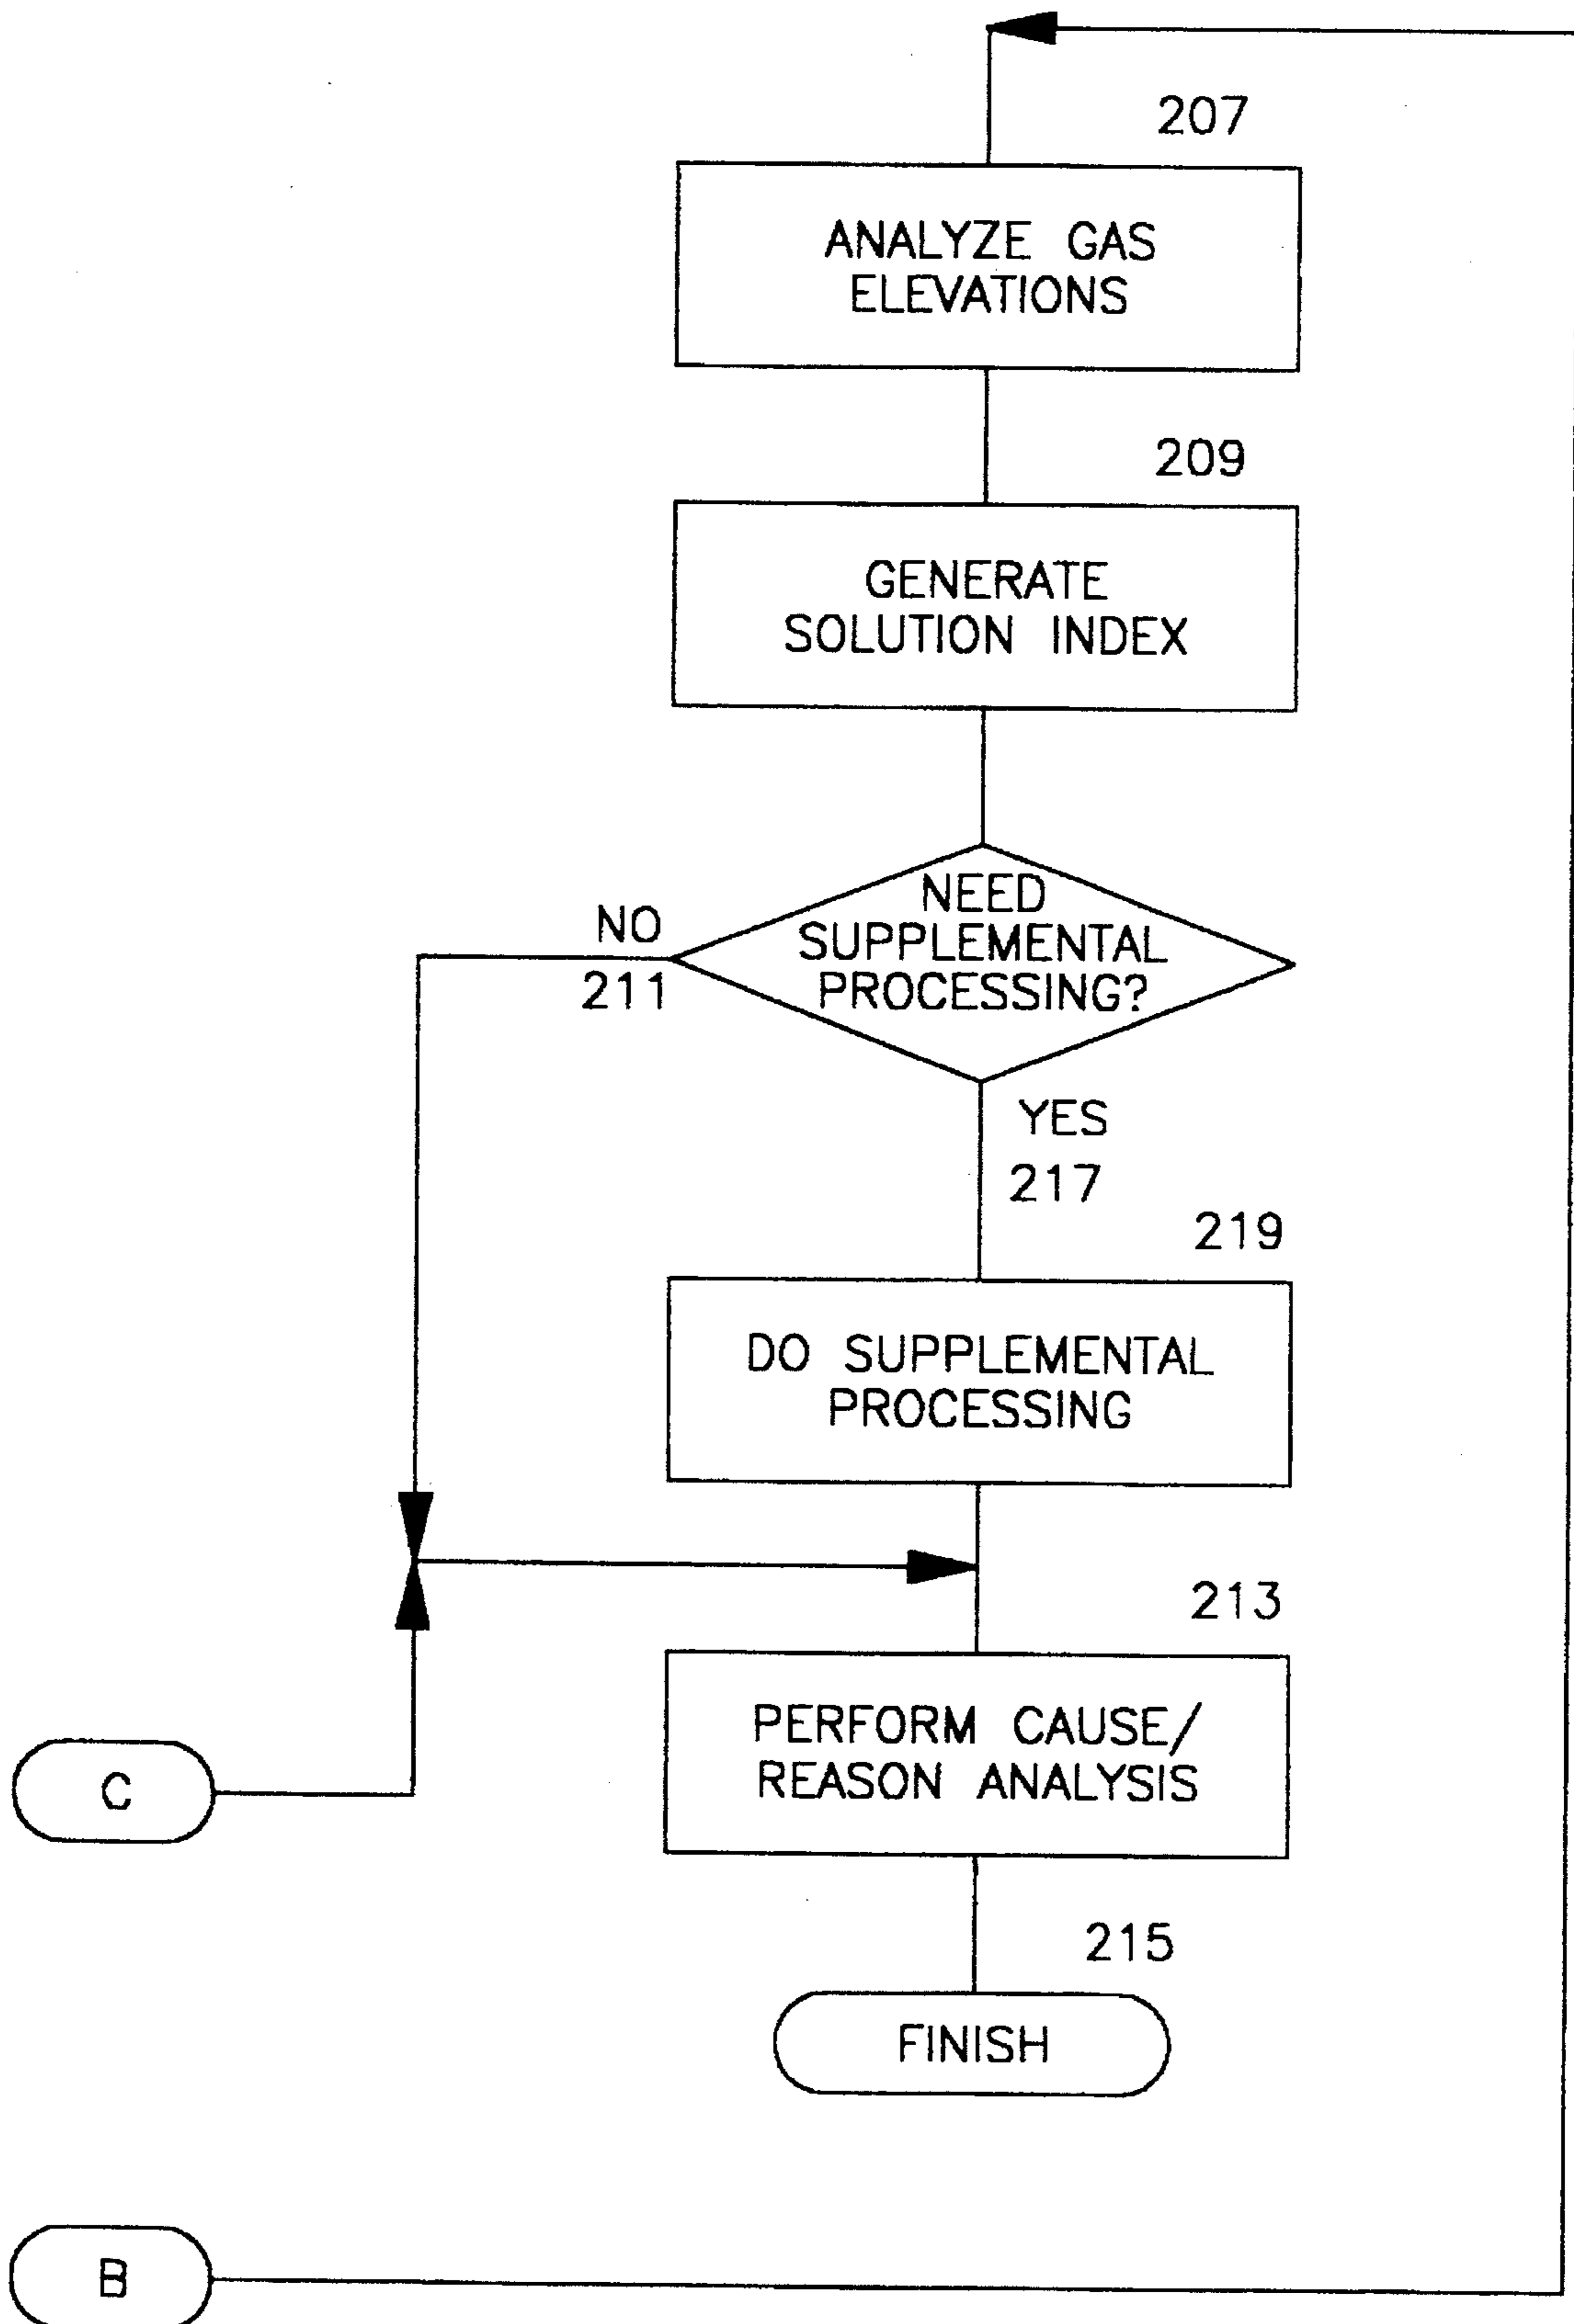 207
ANALYZE GAS
ELEVATIONS
209
GENERATE
SOLUTION INDEX
NEED
SUPPLEMENTAL
PROCESSING?
NO
211
YES
217
219
DO SUPPLEMENTAL
PROCESSING
213
PERFORM CAUSE/
REASON ANALYSIS
C
215
FINISH
B